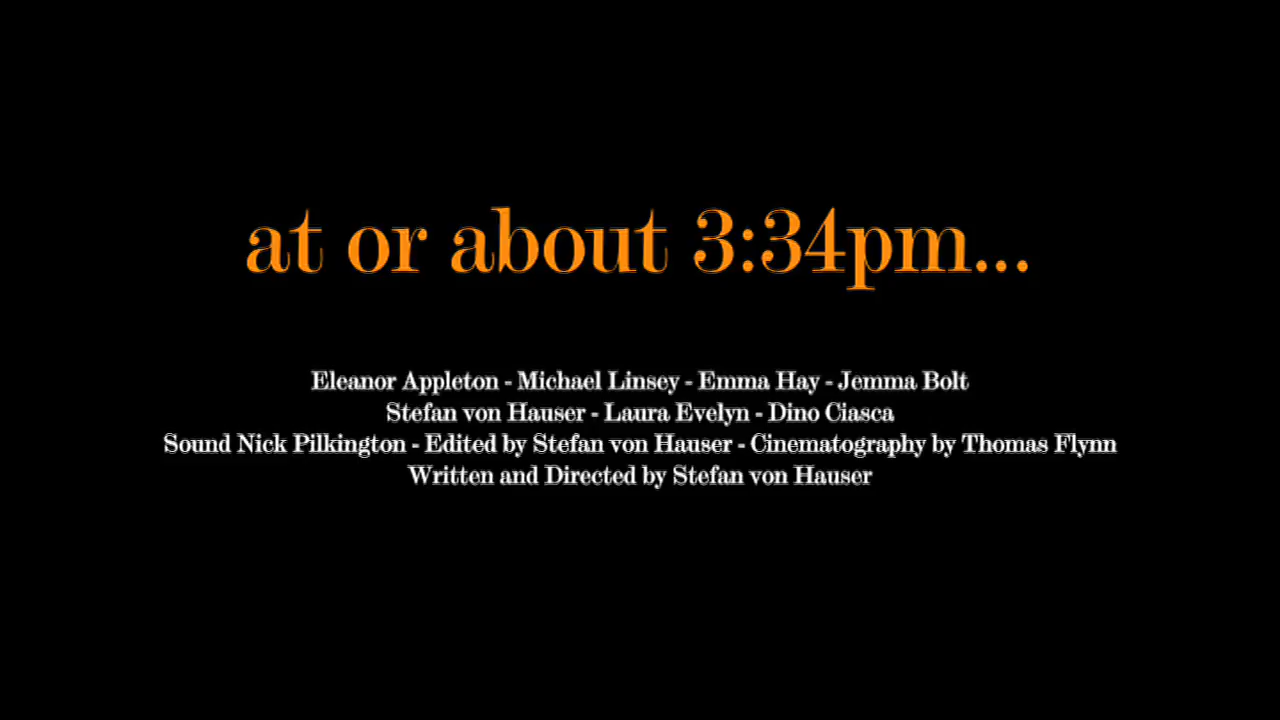 at or about 3:34pm...
Eleanor Appleton - Michael Linsey - Emma Hay - Jemma Bolt
Stefan von Hauser - Laura Evelyn - Dino Ciasca
Sound Nick Pilkington - Edited by Stefan von Hauser - Cinematography by Thomas Flynn
Written and Directed by Stefan von Hauser